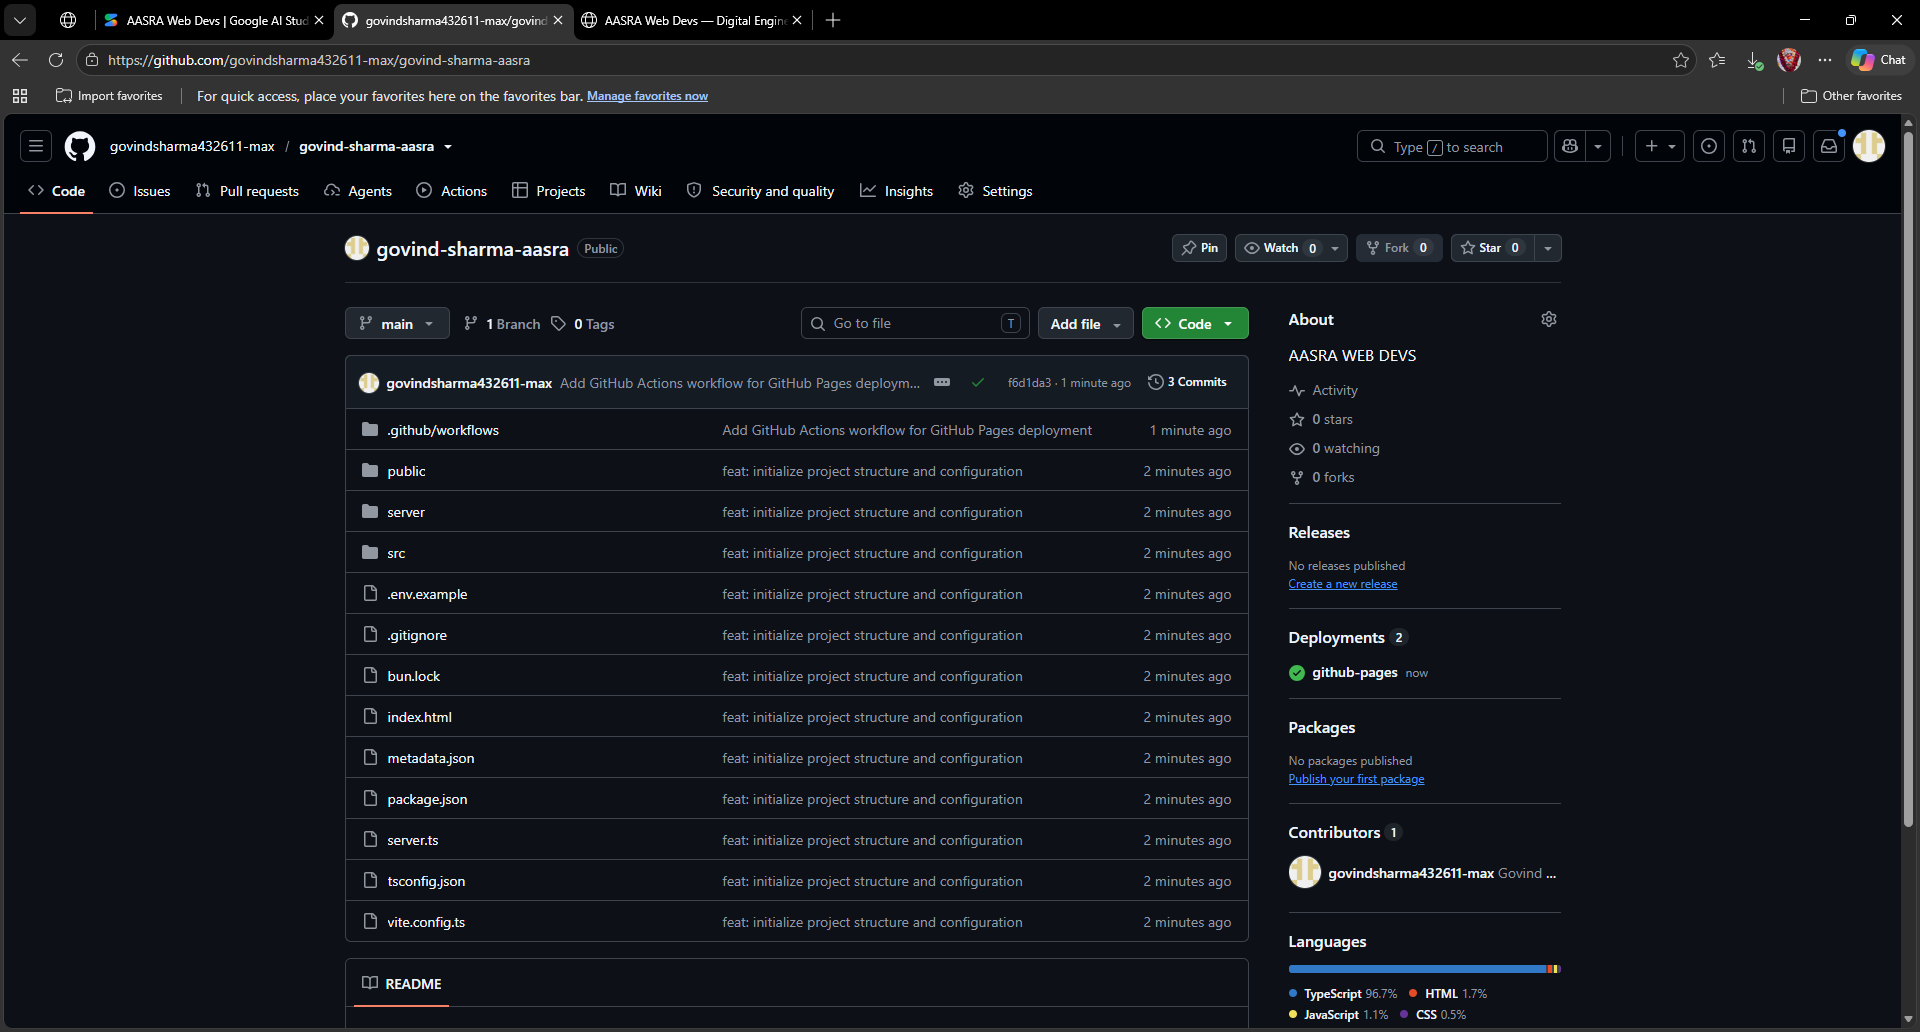 AASRA Web Devs | Google AI Stud
govindsharma432611-max/govind
AASRA Web Devs — Digital Engine
https://github.com/govindsharma432611-max/govind-sharma-aasra
Chat
Import favorites
For quick access, place your favorites here on the favorites bar. Manage favorites now
Other favorites
govindsharma432611-max / govind-sharma-aasra
Type / to search
Code
Issues
Pull requests
Agents
Actions
Projects
Wiki
Security and quality
Insights
Settings
govind-sharma-aasra Public
Pin
Watch 0
Fork 0
Star 0
main
1 Branch
0 Tags
Go to file T
Add file
Code
govindsharma432611-max Add GitHub Actions workflow for GitHub Pages deploym... f6d1da3 · 1 minute ago 3 Commits
.github/workflows Add GitHub Actions workflow for GitHub Pages deployment 1 minute ago
public feat: initialize project structure and configuration 2 minutes ago
server feat: initialize project structure and configuration 2 minutes ago
src feat: initialize project structure and configuration 2 minutes ago
.env.example feat: initialize project structure and configuration 2 minutes ago
.gitignore feat: initialize project structure and configuration 2 minutes ago
bun.lock feat: initialize project structure and configuration 2 minutes ago
index.html feat: initialize project structure and configuration 2 minutes ago
metadata.json feat: initialize project structure and configuration 2 minutes ago
package.json feat: initialize project structure and configuration 2 minutes ago
server.ts feat: initialize project structure and configuration 2 minutes ago
tsconfig.json feat: initialize project structure and configuration 2 minutes ago
vite.config.ts feat: initialize project structure and configuration 2 minutes ago
README
About
AASRA WEB DEVS
Activity
0 stars
0 watching
0 forks
Releases
No releases published
Create a new release
Deployments 2
github-pages now
Packages
No packages published
Publish your first package
Contributors 1
govindsharma432611-max Govind ...
Languages
TypeScript 96.7% HTML 1.7%
JavaScript 1.1% CSS 0.5%